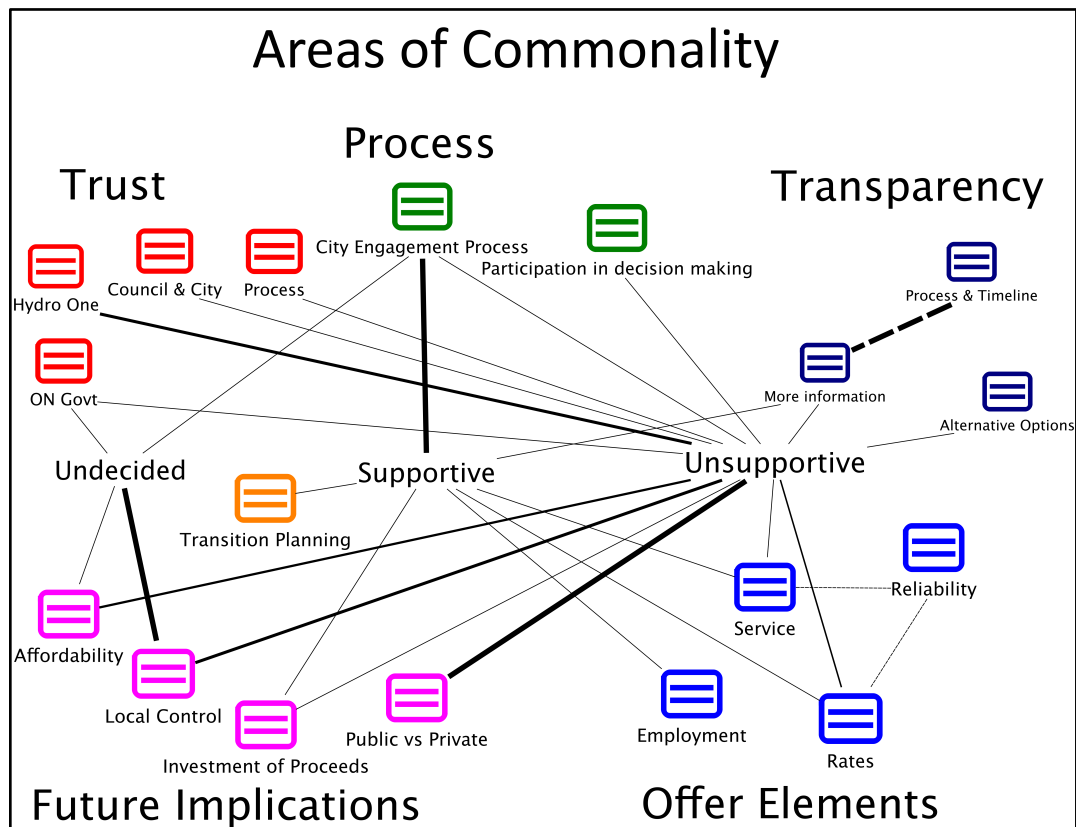 Areas of Commonality
Process
Trust
Transparency
City Engagement Process
Participation in decision making
Hydro One
Council & City
Process
Process & Timeline
ON Govt
More information
Alternative Options
Undecided
Supportive
Unsupportive
Transition Planning
Reliability
Affordability
Service
Local Control
Investment of Proceeds
Public vs Private
Employment
Rates
Future Implications
Offer Elements